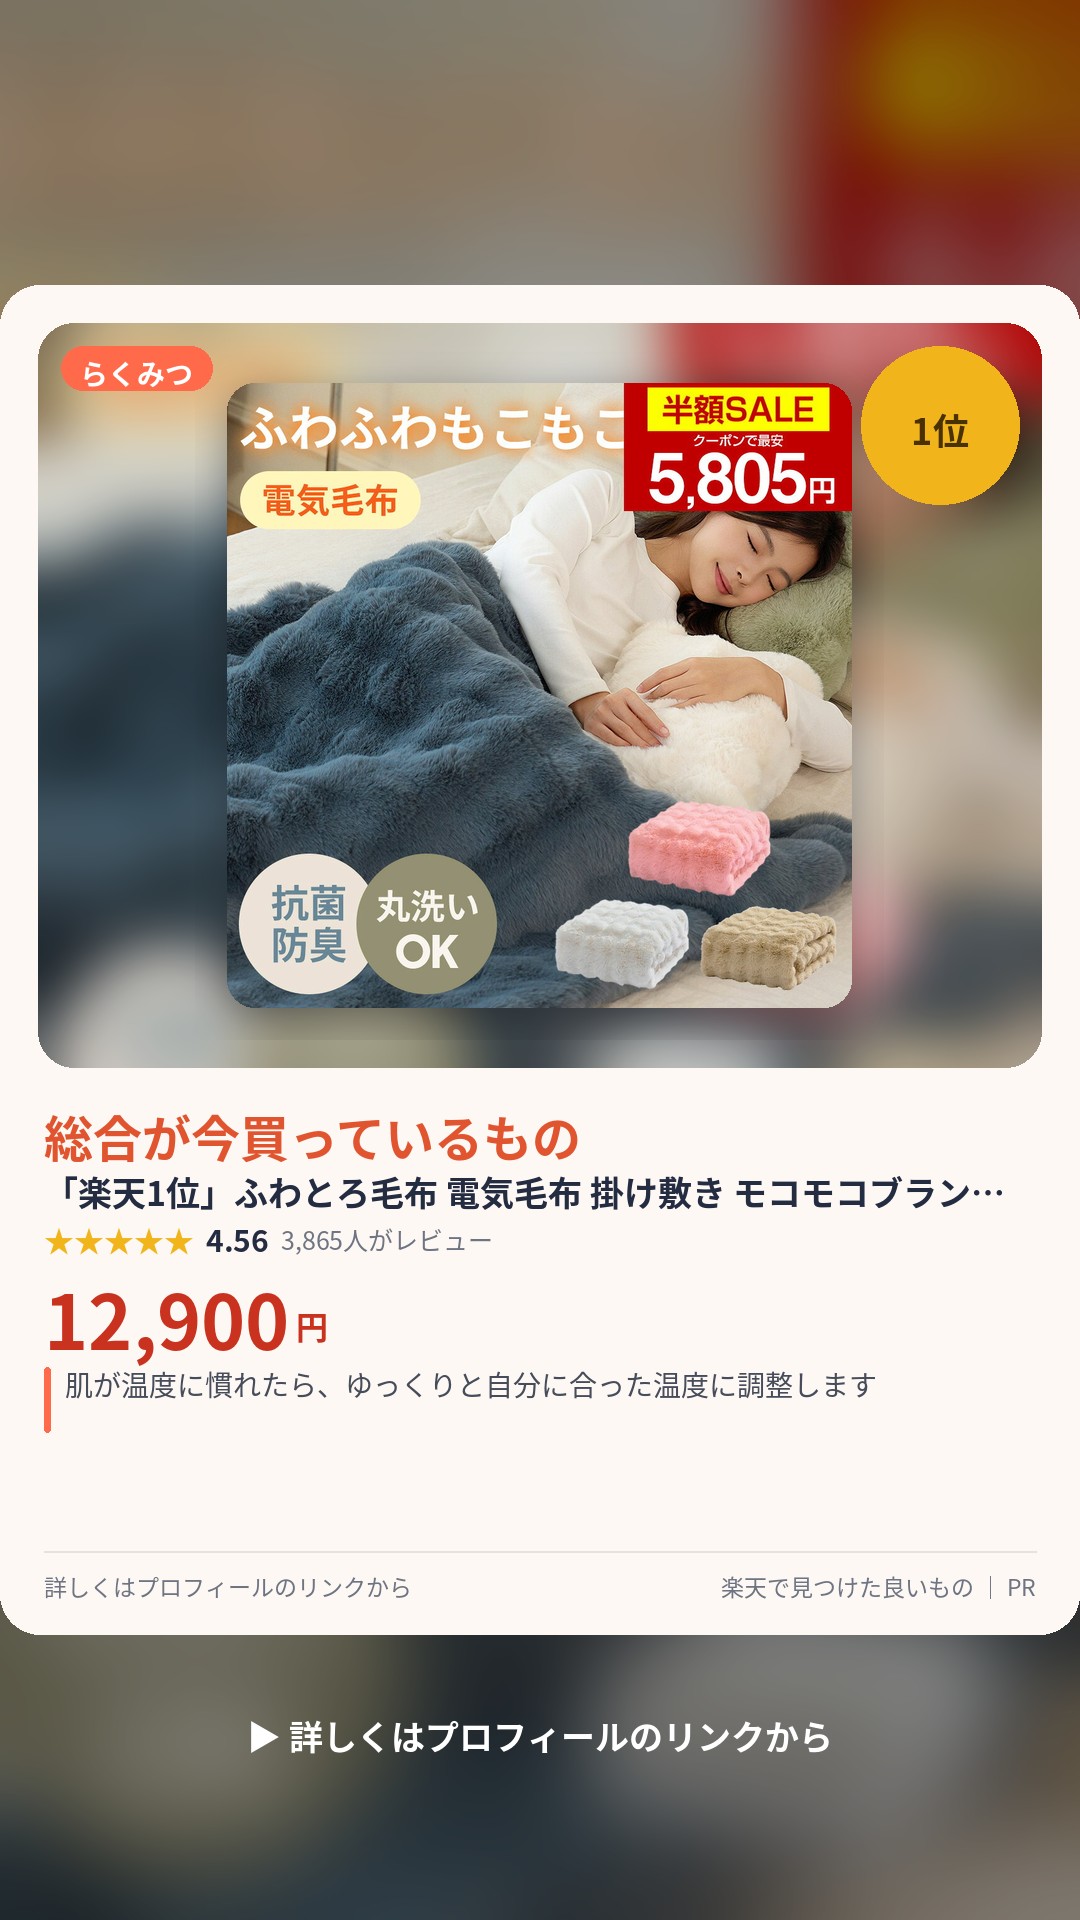 らくみつ
1位
ふわふわもこもこ
半額SALE
クーポンで最安
5,805円
電気毛布
抗菌
防臭
丸洗い
OK
総合が今買っているもの
「楽天1位」ふわとろ毛布 電気毛布 掛け敷き モコモコブラン…
★★★★★ 4.56 3,865人がレビュー
12,900円
肌が温度に慣れたら、ゆっくりと自分に合った温度に調整します
詳しくはプロフィールのリンクから
楽天で見つけた良いもの｜PR
▶ 詳しくはプロフィールのリンクから